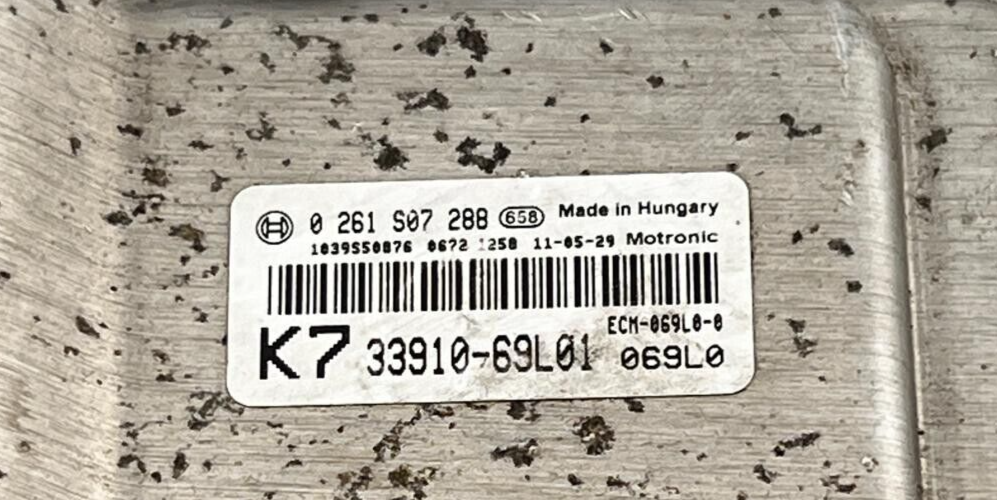 0 261 S07 288 658 Made in Hungary
1039S50876 0672 1258 11-05-29 Motronic
ECM-069L0-0
K7 33910-69L01 069L0